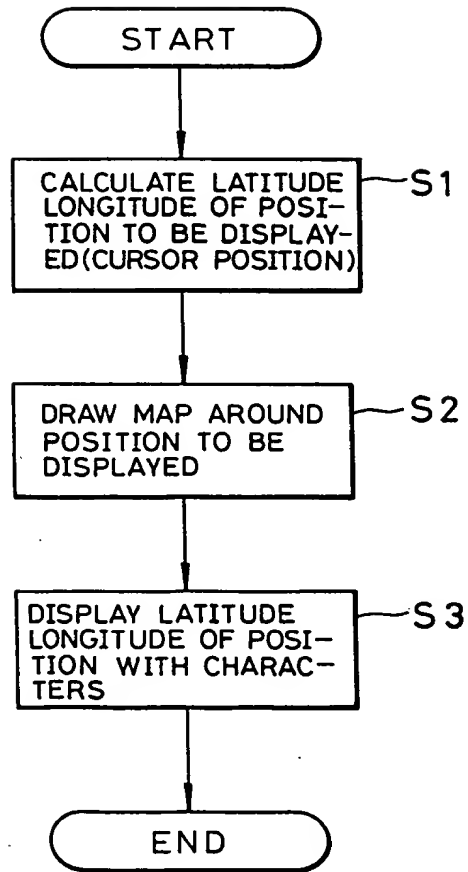 START
CALCULATE LATITUDE
LONGITUDE OF POSI-
TION TO BE DISPLAY-
ED(CURSOR POSITION)
S1
DRAW MAP AROUND
POSITION TO BE
DISPLAYED
S2
DISPLAY LATITUDE
LONGITUDE OF POSI-
TION WITH CHARAC-
TERS
S3
END